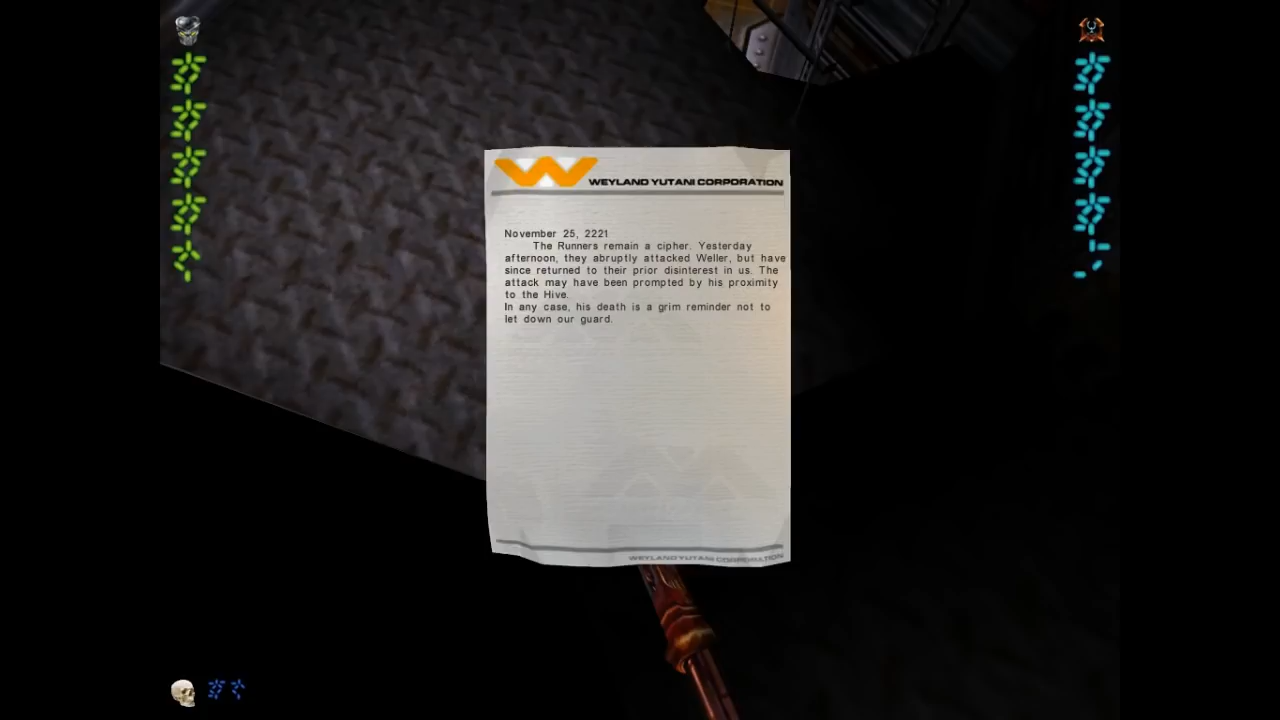 WEYLAND YUTANI CORPORATION
November 25, 2221
The Runners remain a cipher. Yesterday
afternoon, they abruptly attacked Weller, but have
since returned to their prior disinterest in us. The
attack may have been prompted by his proximity
to the Hive.
In any case, his death is a grim reminder not to
let down our guard.
WEYLAND YUTANI CORPORATION